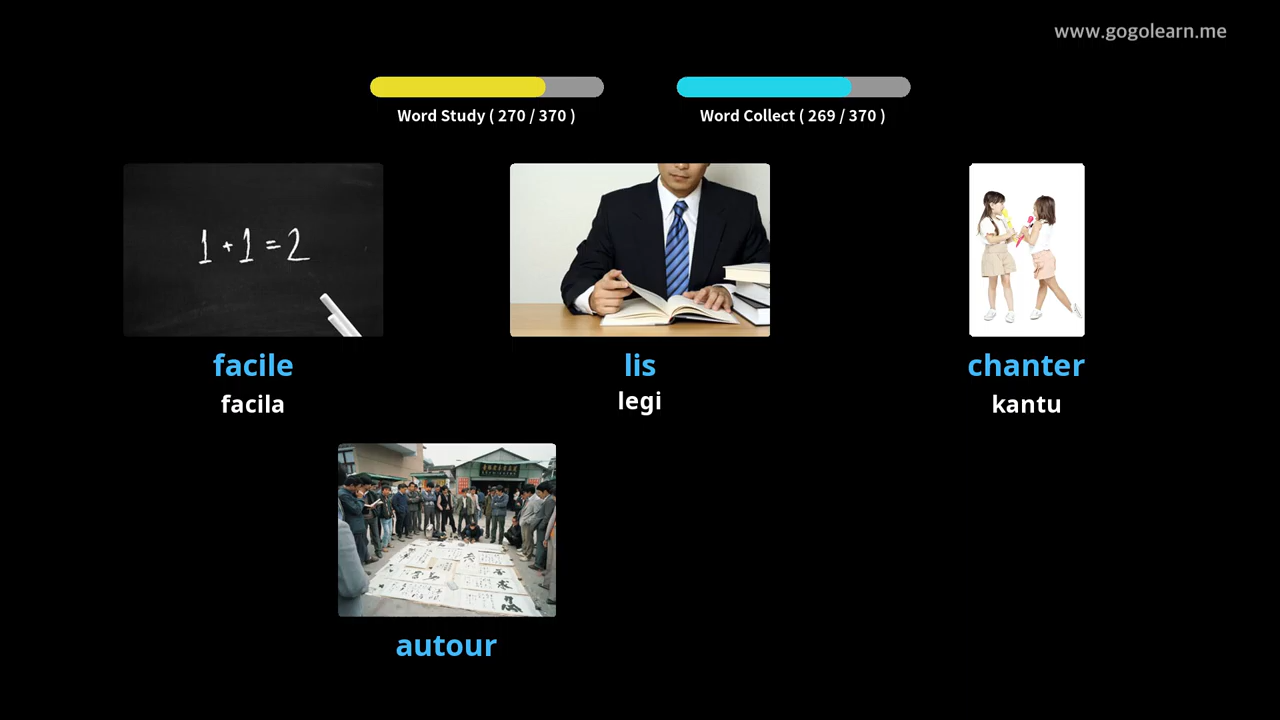 www.gogolearn.me
Word Study ( 270 / 370 )
Word Collect ( 269 / 370 )
1 + 1 = 2
facile
facila
lis
legi
chanter
kantu
autour